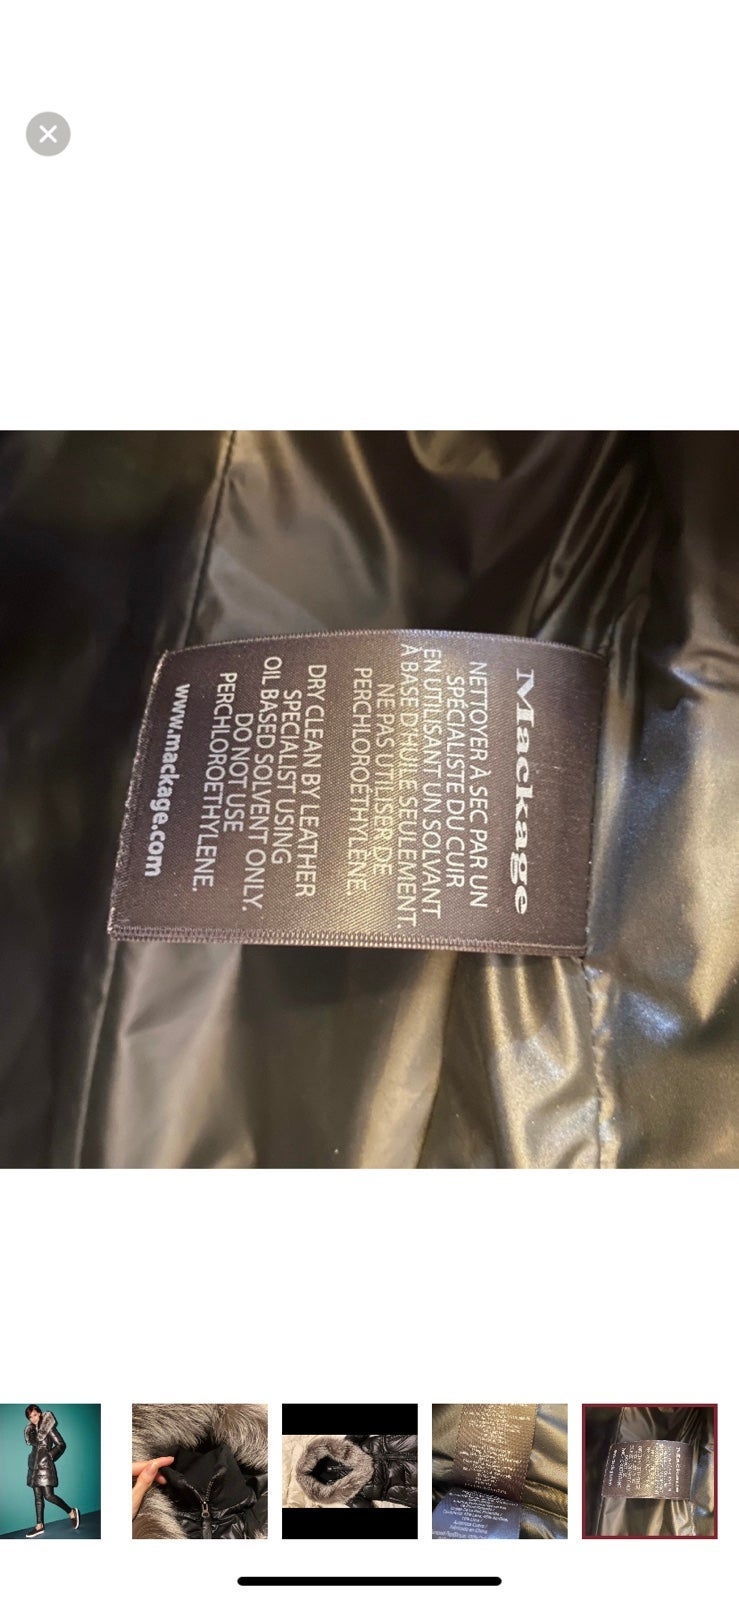 Mackage
NETTOYER À SEC PAR UN
SPÉCIALISTE DU CUIR
EN UTILISANT UN SOLVANT
À BASE D'HUILE SEULEMENT.
NE PAS UTILISER DE
PERCHLOROÉTHYLENE.
DRY CLEAN BY LEATHER
SPECIALIST USING
OIL BASED SOLVENT ONLY.
DO NOT USE
PERCHLOROETHYLENE.
www.mackage.com